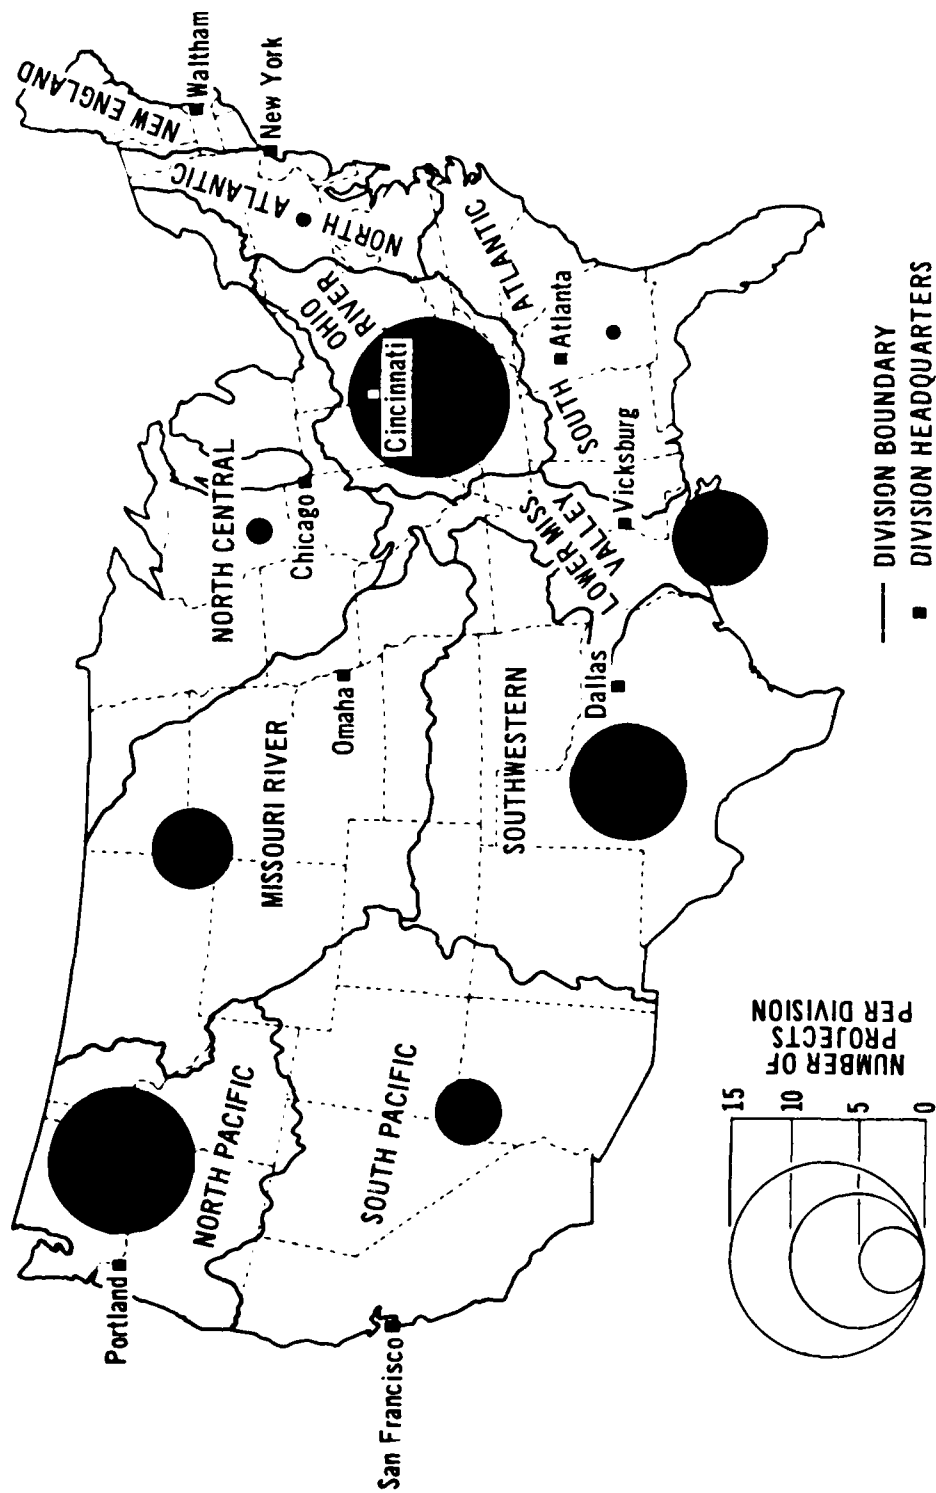 NEW ENGLAND
Waltham
New York
NORTH ATLANTIC
OHIO
RIVER
Cincinnati
NORTH CENTRAL
Chicago
SOUTH ATLANTIC
Atlanta
LOWER MISS.
VALLEY
Vicksburg
MISSOURI RIVER
Omaha
SOUTHWESTERN
Dallas
NORTH PACIFIC
Portland
SOUTH PACIFIC
San Francisco
NUMBER OF
PROJECTS
PER DIVISION
15
10
5
0
DIVISION BOUNDARY
DIVISION HEADQUARTERS